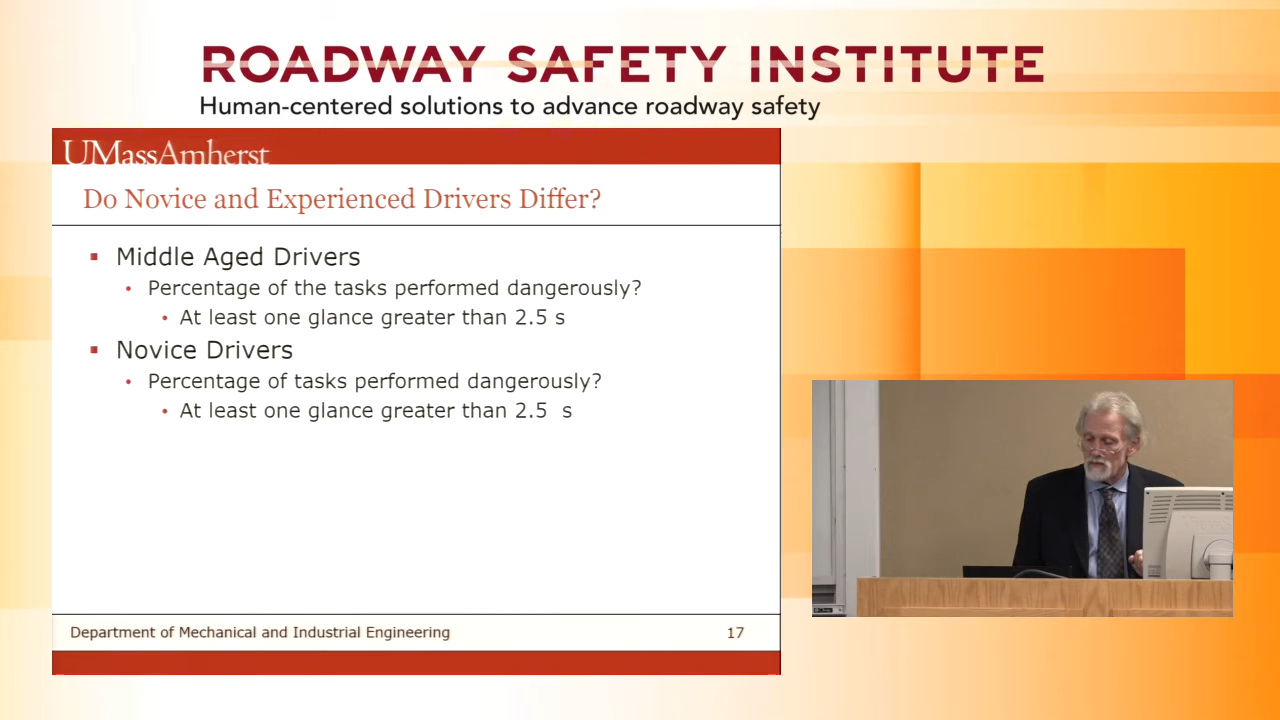 ROADWAY SAFETY INSTITUTE
Human-centered solutions to advance roadway safety
UMassAmherst
Do Novice and Experienced Drivers Differ?
Middle Aged Drivers
Percentage of the tasks performed dangerously?
At least one glance greater than 2.5 s
Novice Drivers
Percentage of tasks performed dangerously?
At least one glance greater than 2.5 s
Department of Mechanical and Industrial Engineering 17